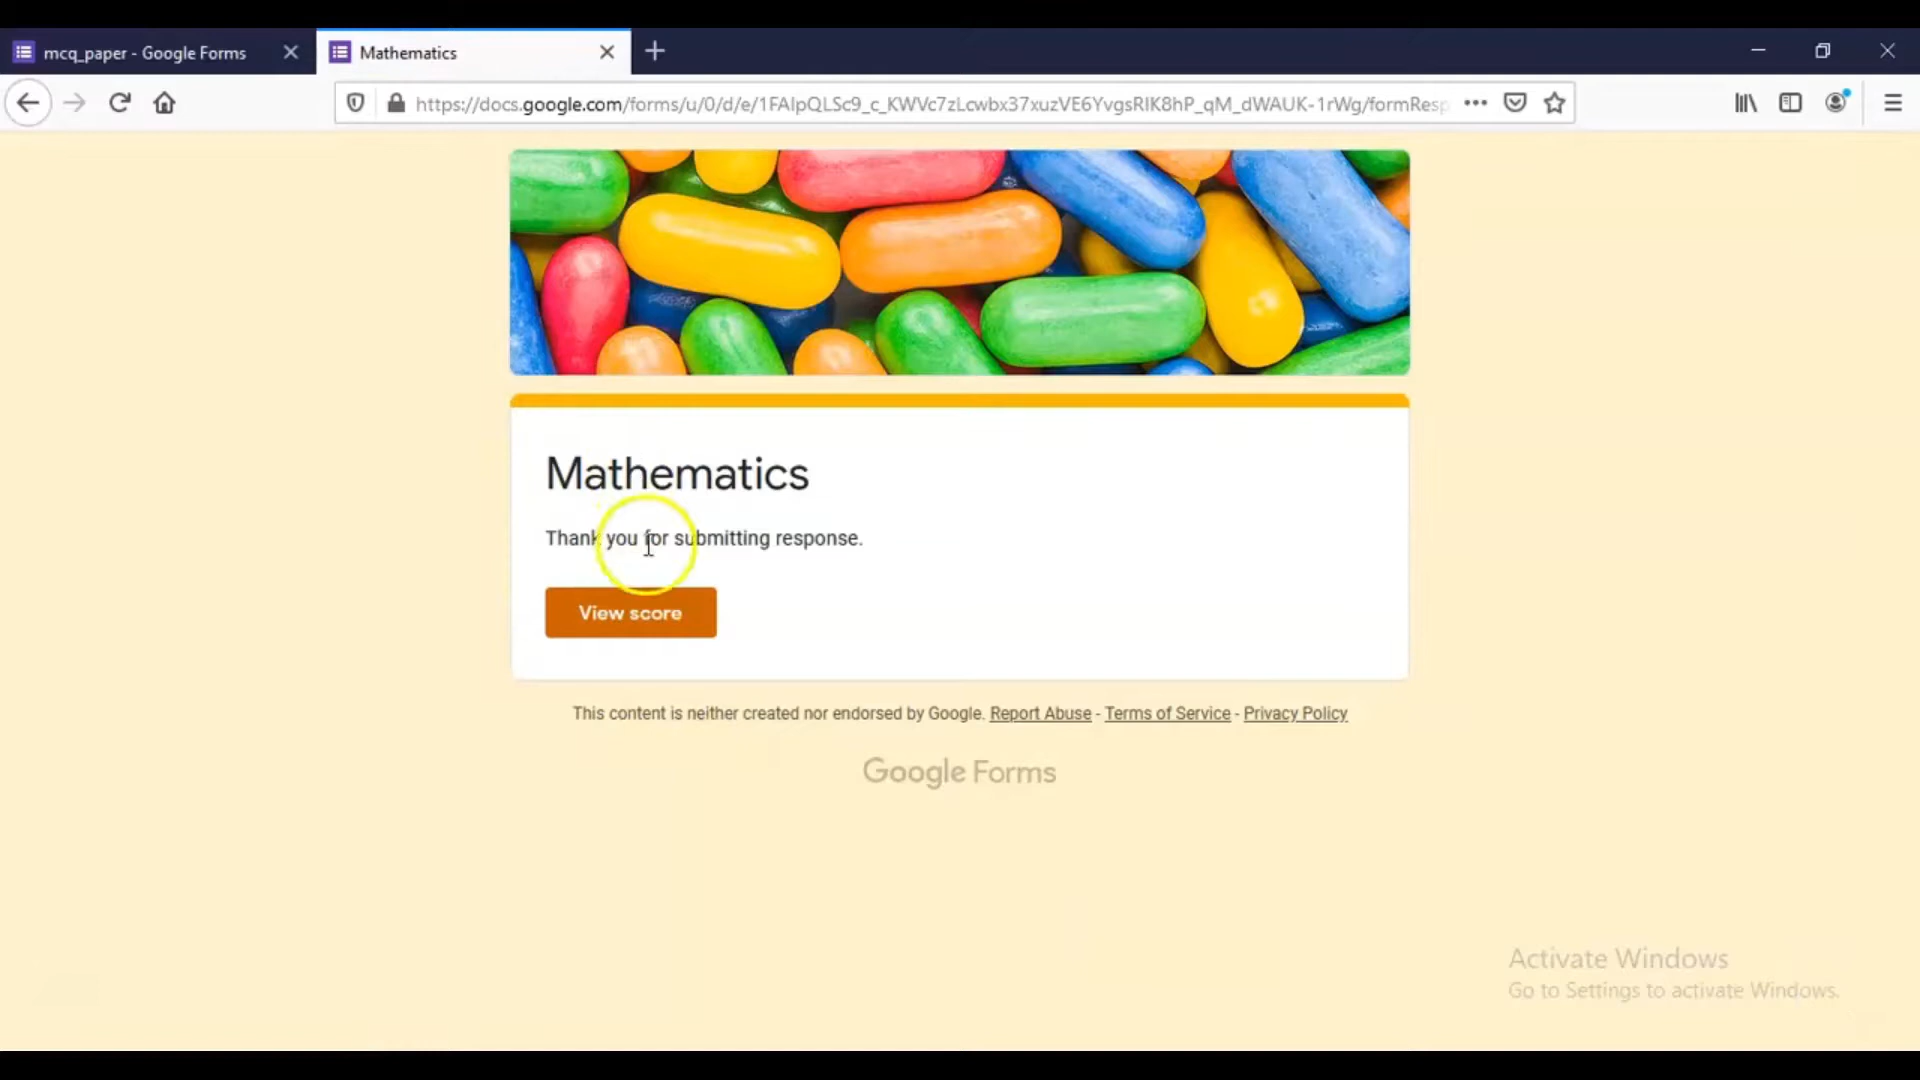 mcq_paper - Google Forms
Mathematics
https://docs.google.com/forms/u/0/d/e/1FAIpQLSc9_c_KWVc7zLcwbx37xuzVE6YvgsRIK8hP_qM_dWAUK-1rWg/formResp
Mathematics
Thank you for submitting response.
View score
This content is neither created nor endorsed by Google. Report Abuse - Terms of Service - Privacy Policy
Google Forms
Activate Windows
Go to Settings to activate Windows.